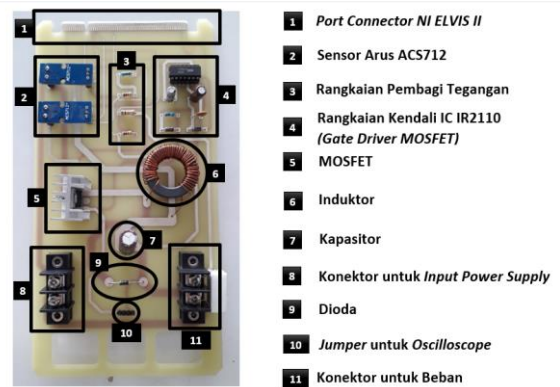 1
2
3
4
5
6
7
8
9
10
11
1 Port Connector NI ELVIS II
2 Sensor Arus ACS712
3 Rangkaian Pembagi Tegangan
4 Rangkaian Kendali IC IR2110
(Gate Driver MOSFET)
5 MOSFET
6 Induktor
7 Kapasitor
8 Konektor untuk Input Power Supply
9 Dioda
10 Jumper untuk Oscilloscope
11 Konektor untuk Beban